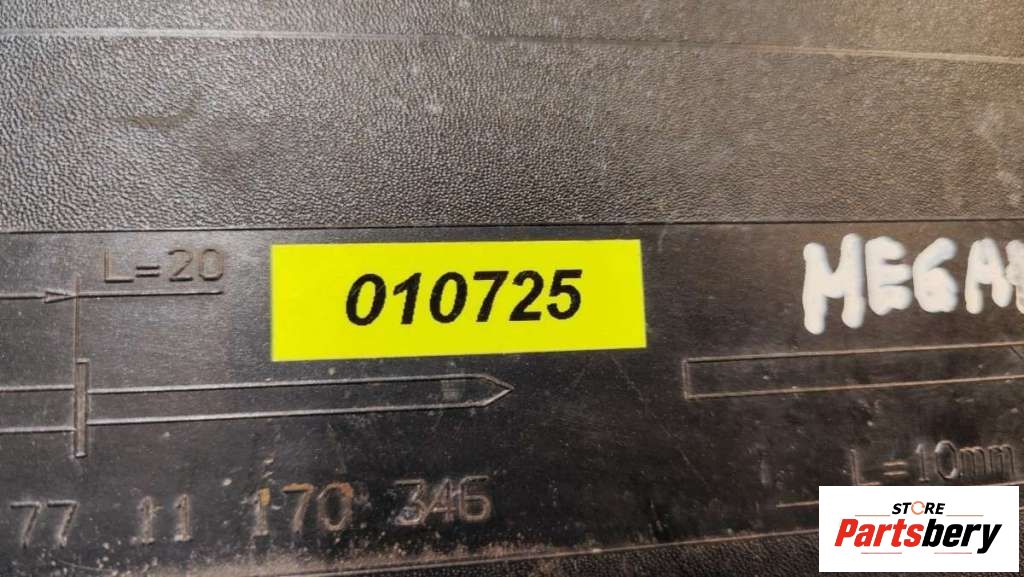 L=20
010725
MEGA
L=10mm
77 11 170 346
STORE
Partsbery